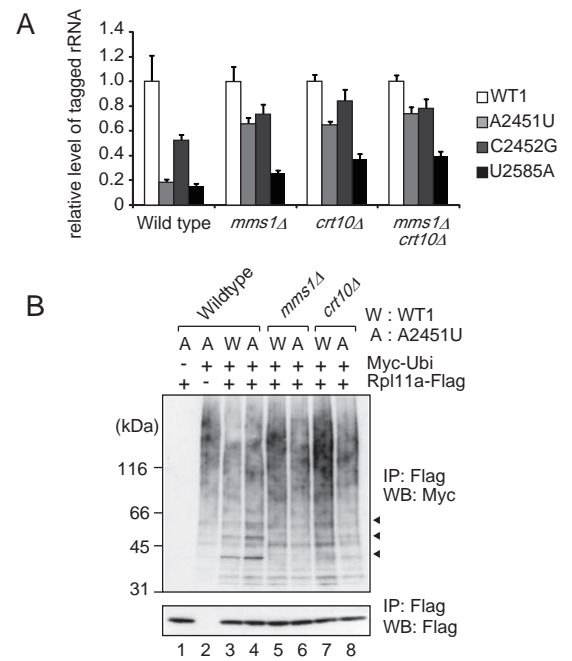 A
relative level of tagged rRNA
1.4
1.2
1.0
0.8
0.6
0.4
0.2
0
Wild type
mms1Δ
crt10Δ
mms1Δ
crt10Δ
WT1
A2451U
C2452G
U2585A
B
Wildtype
mms1Δ
crt10Δ
W : WT1
A : A2451U
A A W A W A W A
- + + + + + + + Myc-Ubi
+ - + + + + + + Rpl11a-Flag
(kDa)
116
66
45
31
IP: Flag
WB: Myc
IP: Flag
WB: Flag
1 2 3 4 5 6 7 8